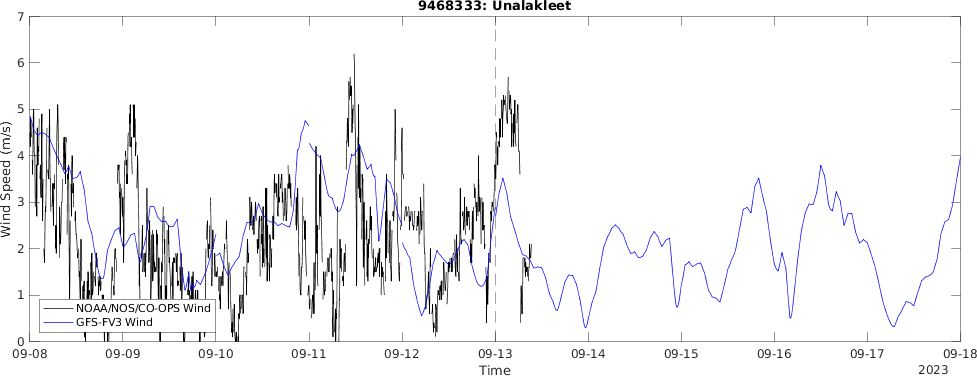 9468333: Unalakleet
7
6
5
4
3
2
1
0
Wind Speed (m/s)
NOAA/NOS/CO-OPS Wind
GFS-FV3 Wind
09-08 09-09 09-10 09-11 09-12 09-13 09-14 09-15 09-16 09-17 09-18
Time
2023